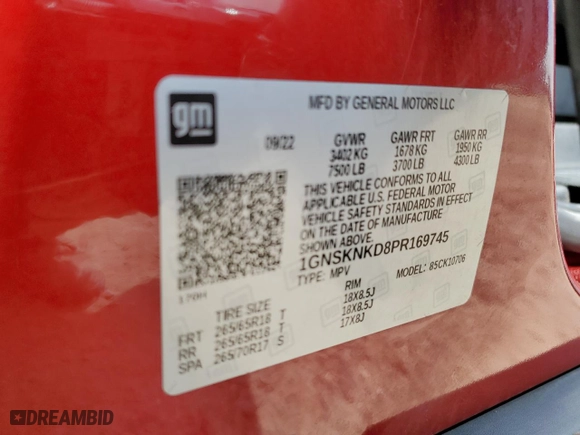 gm
MFD BY GENERAL MOTORS LLC
09/22 GVWR GAWR FRT GAWR RR
3402 KG 1678 KG 1950 KG
7500 LB 3700 LB 4300 LB
THIS VEHICLE CONFORMS TO ALL
APPLICABLE U.S. FEDERAL MOTOR
VEHICLE SAFETY STANDARDS IN EFFECT
ON THE DATE OF MANUFACTURE
SHOWN ABOVE.
1GNSKNKD8PR169745
TYPE: MPV MODEL: 85CK10706
TIRE SIZE RIM
FRT 265/65R18 T 18X8.5J
RR 265/65R18 T 18X8.5J
SPA 265/70R17 S 17X8J
DREAMBID